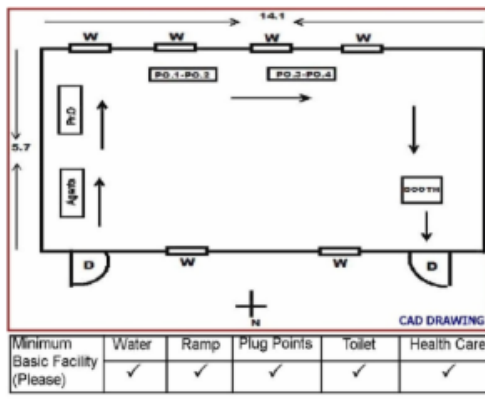 14.1
W W W W
PO.1-PO.2 PO.3-PO.4
Pr.O
5.7
Agents
BOOTH
D W W D
N
CAD DRAWING
Minimum Basic Facility (Please) Water Ramp Plug Points Toilet Health Care
✓ ✓ ✓ ✓ ✓